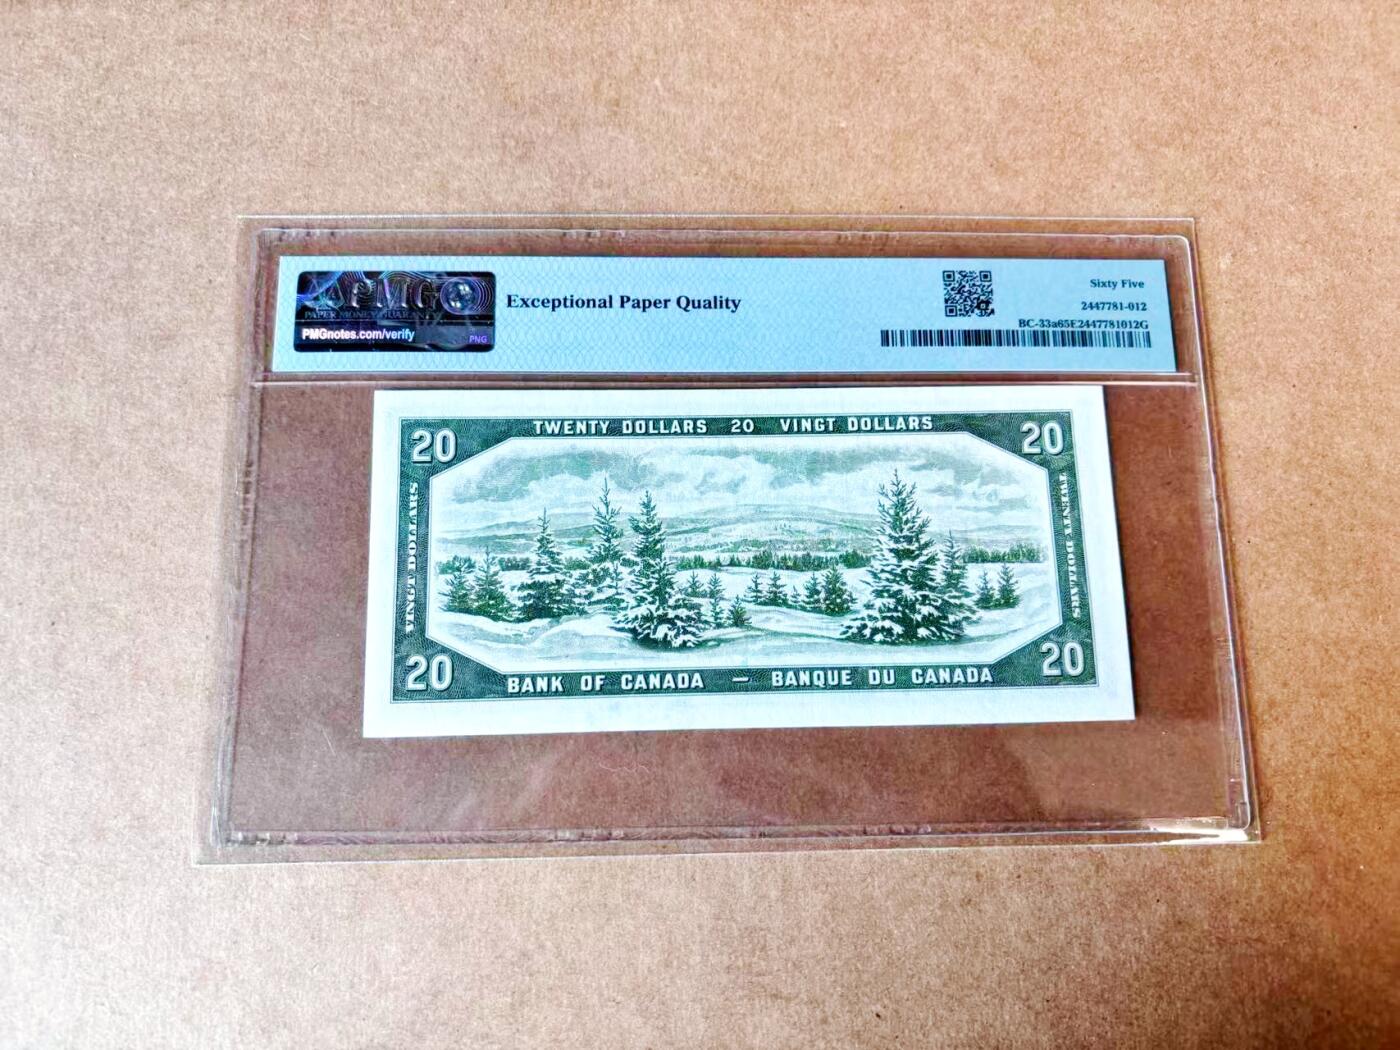 PMG
PAPER MONEY GUARANTY
PMGnotes.com/verify
PNG
Exceptional Paper Quality
Sixty Five
2447781-012
BC-33a65E2447781012G
TWENTY DOLLARS 20 VINGT DOLLARS
20
20
VINGT DOLLARS
TWENTY DOLLARS
20
20
BANK OF CANADA — BANQUE DU CANADA